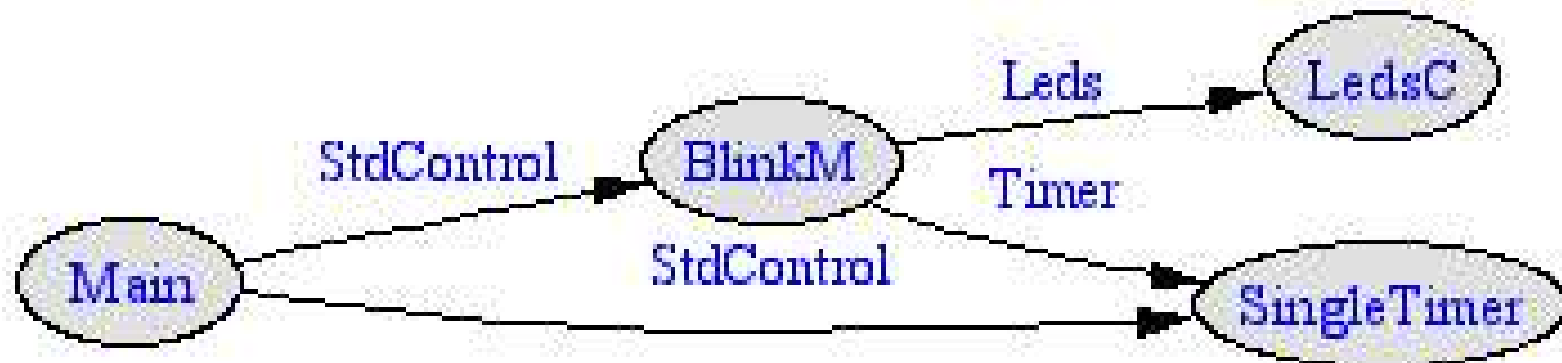 Leds
LedsC
StdControl
BlinkM
Timer
Main
StdControl
SingleTimer